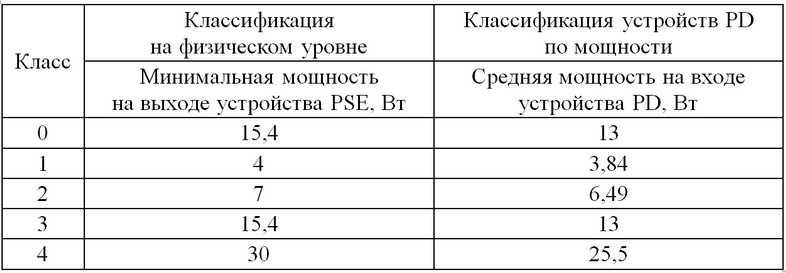 Класс
Классификация
на физическом уровне
Классификация устройств PD
по мощности
Минимальная мощность
на выходе устройства PSE, Вт
Средняя мощность на входе
устройства PD, Вт
0 15,4 13
1 4 3,84
2 7 6,49
3 15,4 13
4 30 25,5